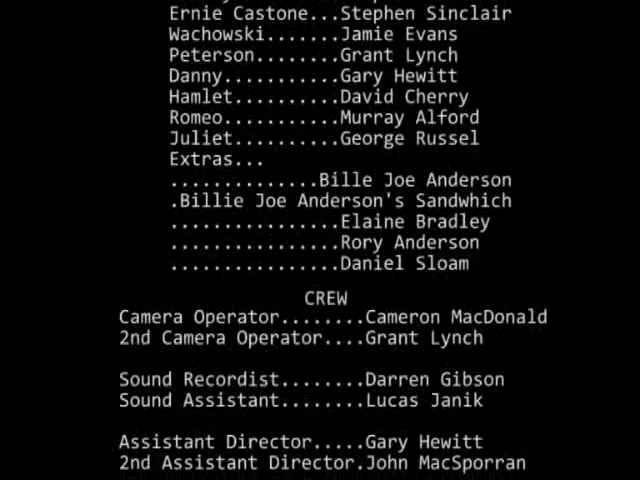 Ernie Castone...Stephen Sinclair
Wachowski.......Jamie Evans
Peterson........Grant Lynch
Danny...........Gary Hewitt
Hamlet..........David Cherry
Romeo...........Murray Alford
Juliet..........George Russel
Extras...
..............Bille Joe Anderson
.Billie Joe Anderson's Sandwhich
................Elaine Bradley
................Rory Anderson
................Daniel Sloam
CREW
Camera Operator........Cameron MacDonald
2nd Camera Operator....Grant Lynch
Sound Recordist........Darren Gibson
Sound Assistant........Lucas Janik
Assistant Director.....Gary Hewitt
2nd Assistant Director.John MacSporran